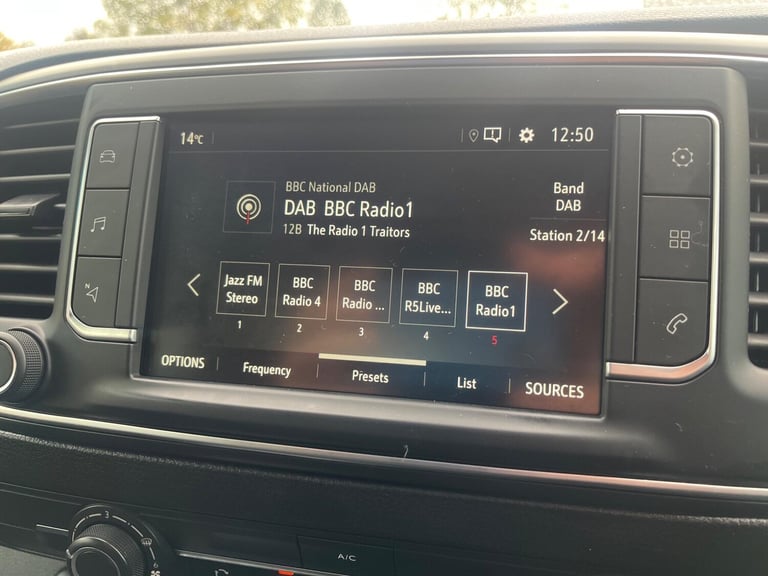 14°C
12:50
BBC National DAB
DAB BBC Radio1
12B The Radio 1 Traitors
Band
DAB
Station 2/14
Jazz FM
Stereo
1
BBC
Radio 4
2
BBC
Radio ...
3
BBC
R5Live...
4
BBC
Radio1
5
OPTIONS
Frequency
Presets
List
SOURCES
N
3
A/C